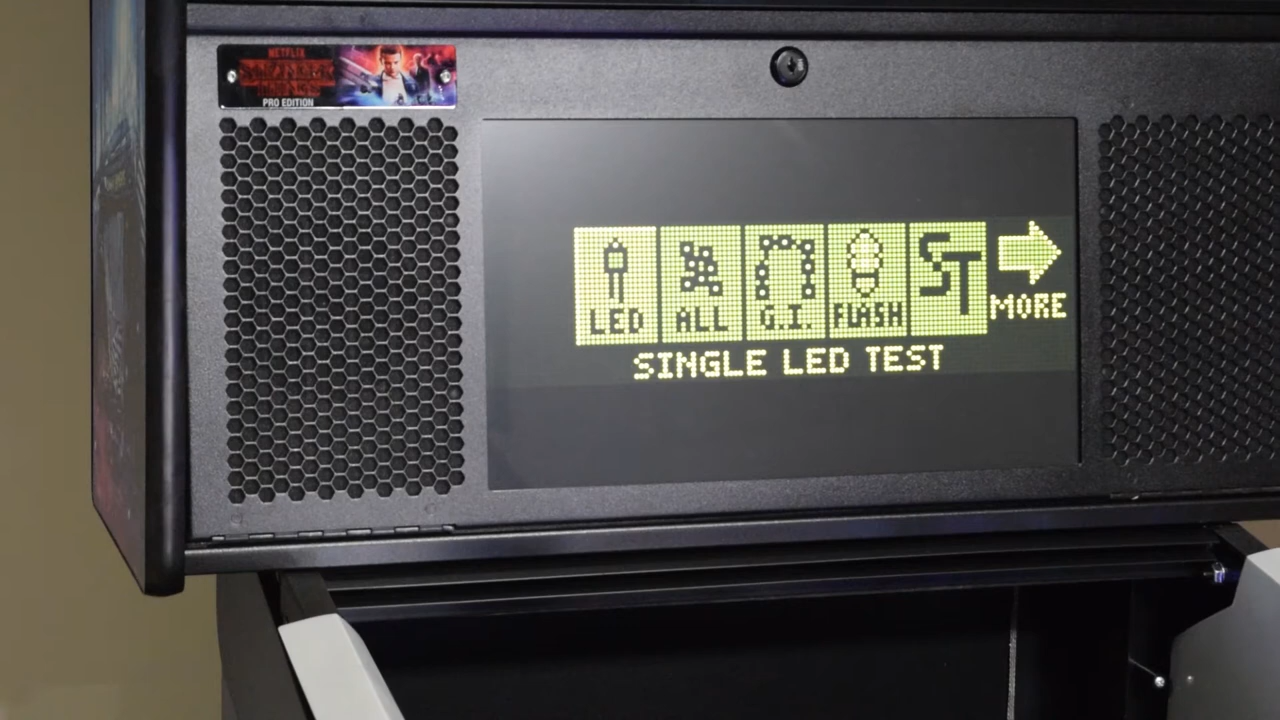 NETFLIX
STRANGER
THINGS
PRO EDITION
LED ALL G.I. FLASH ST MORE
SINGLE LED TEST